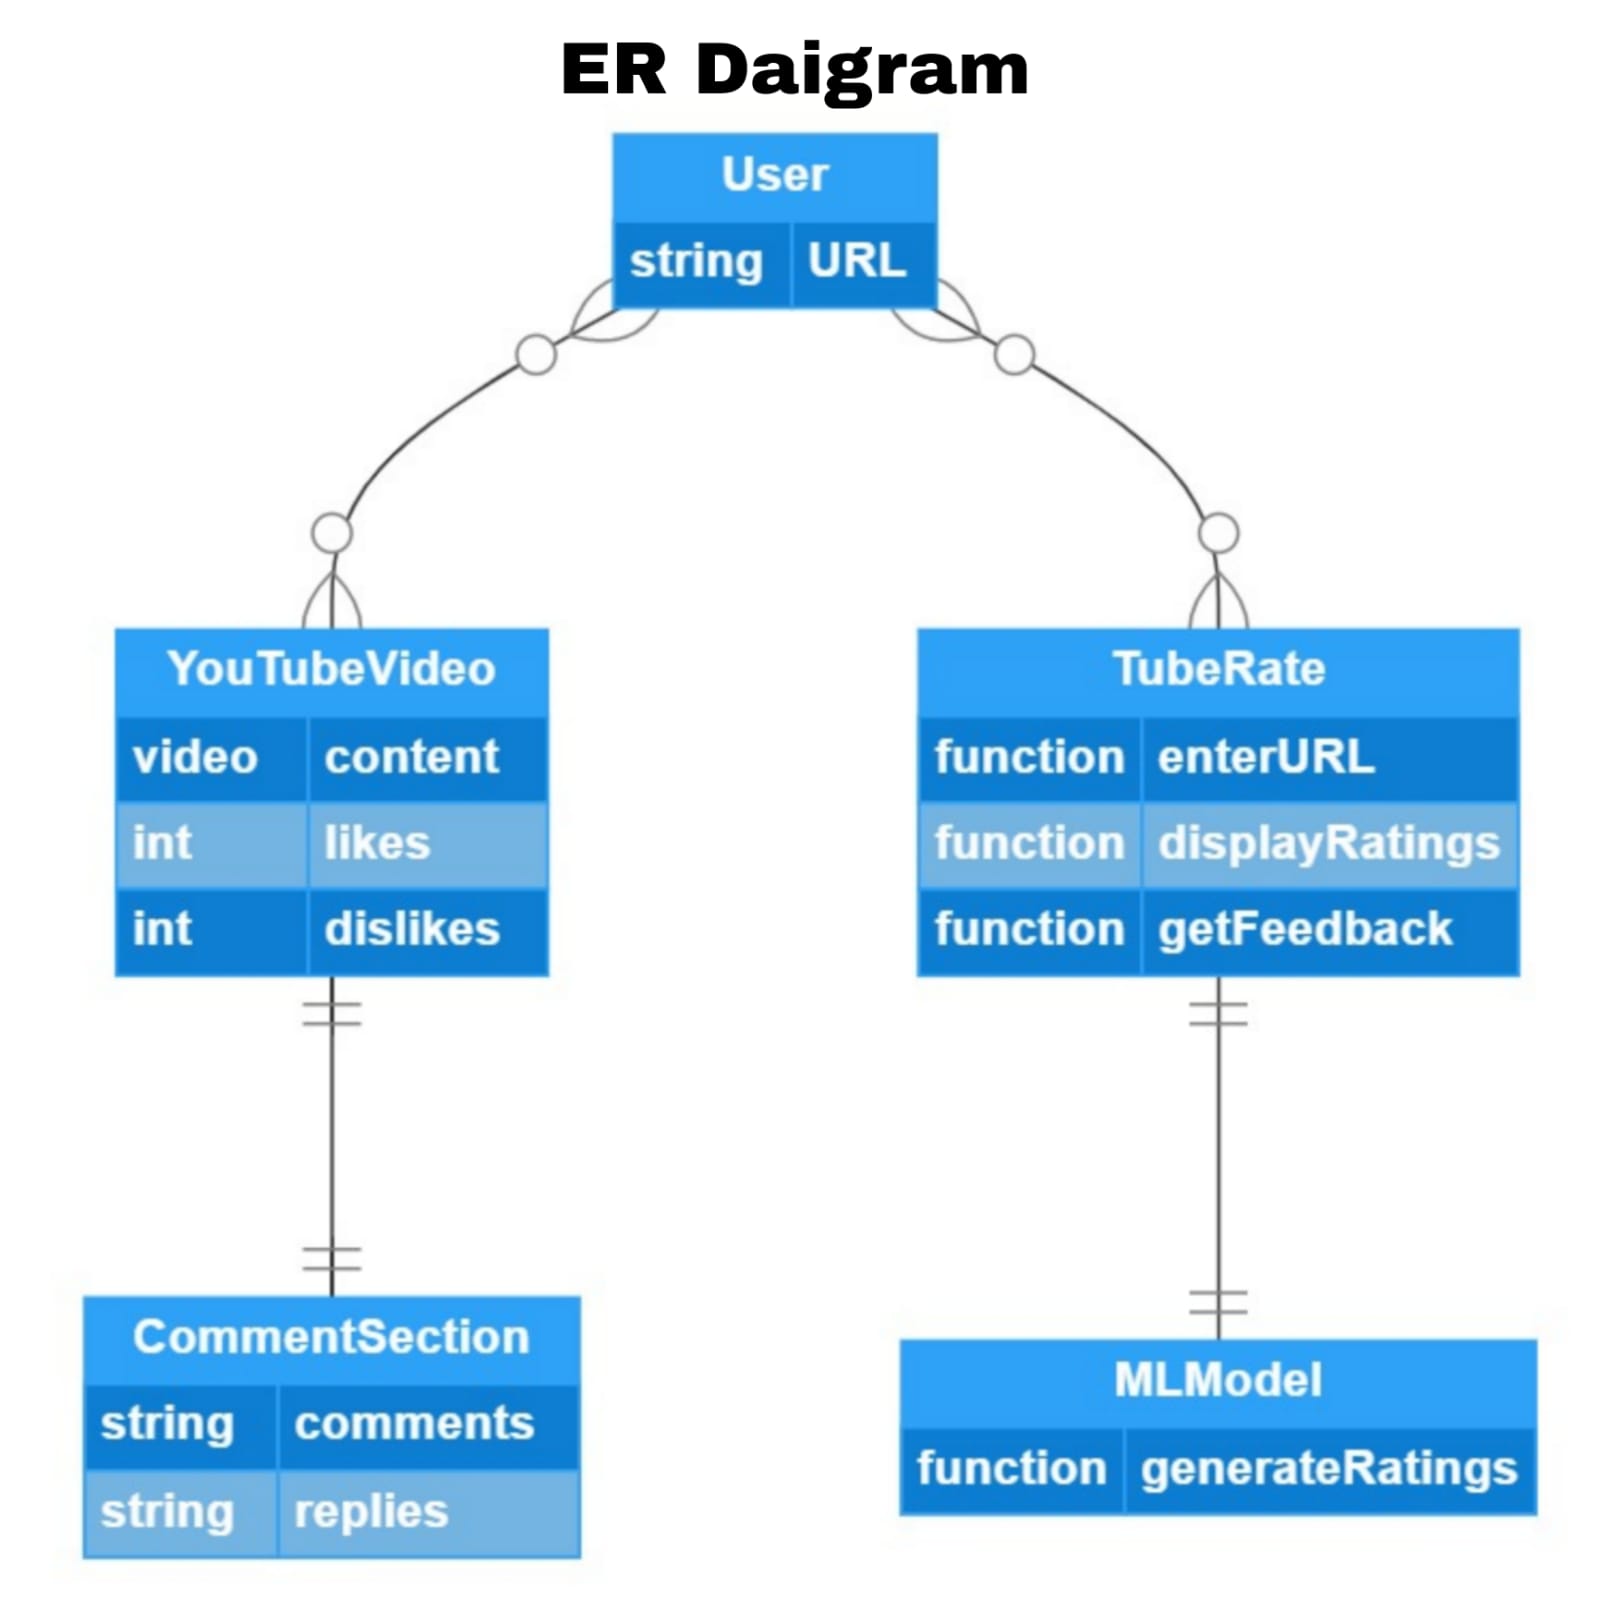 ER Daigram
User
string URL
YouTubeVideo
video content
int likes
int dislikes
TubeRate
function enterURL
function displayRatings
function getFeedback
CommentSection
string comments
string replies
MLModel
function generateRatings